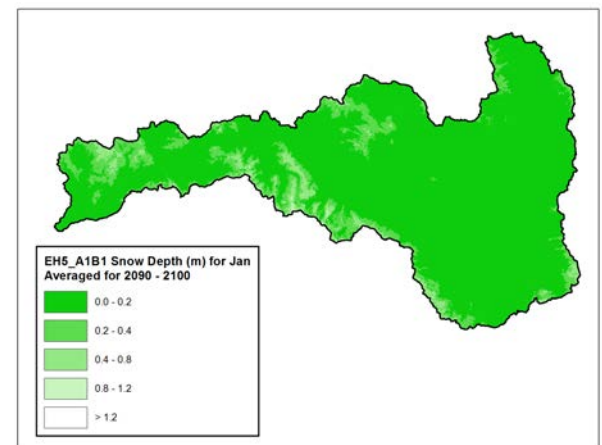 EH5_A1B1 Snow Depth (m) for Jan
Averaged for 2090 - 2100
0.0 - 0.2
0.2 - 0.4
0.4 - 0.8
0.8 - 1.2
> 1.2